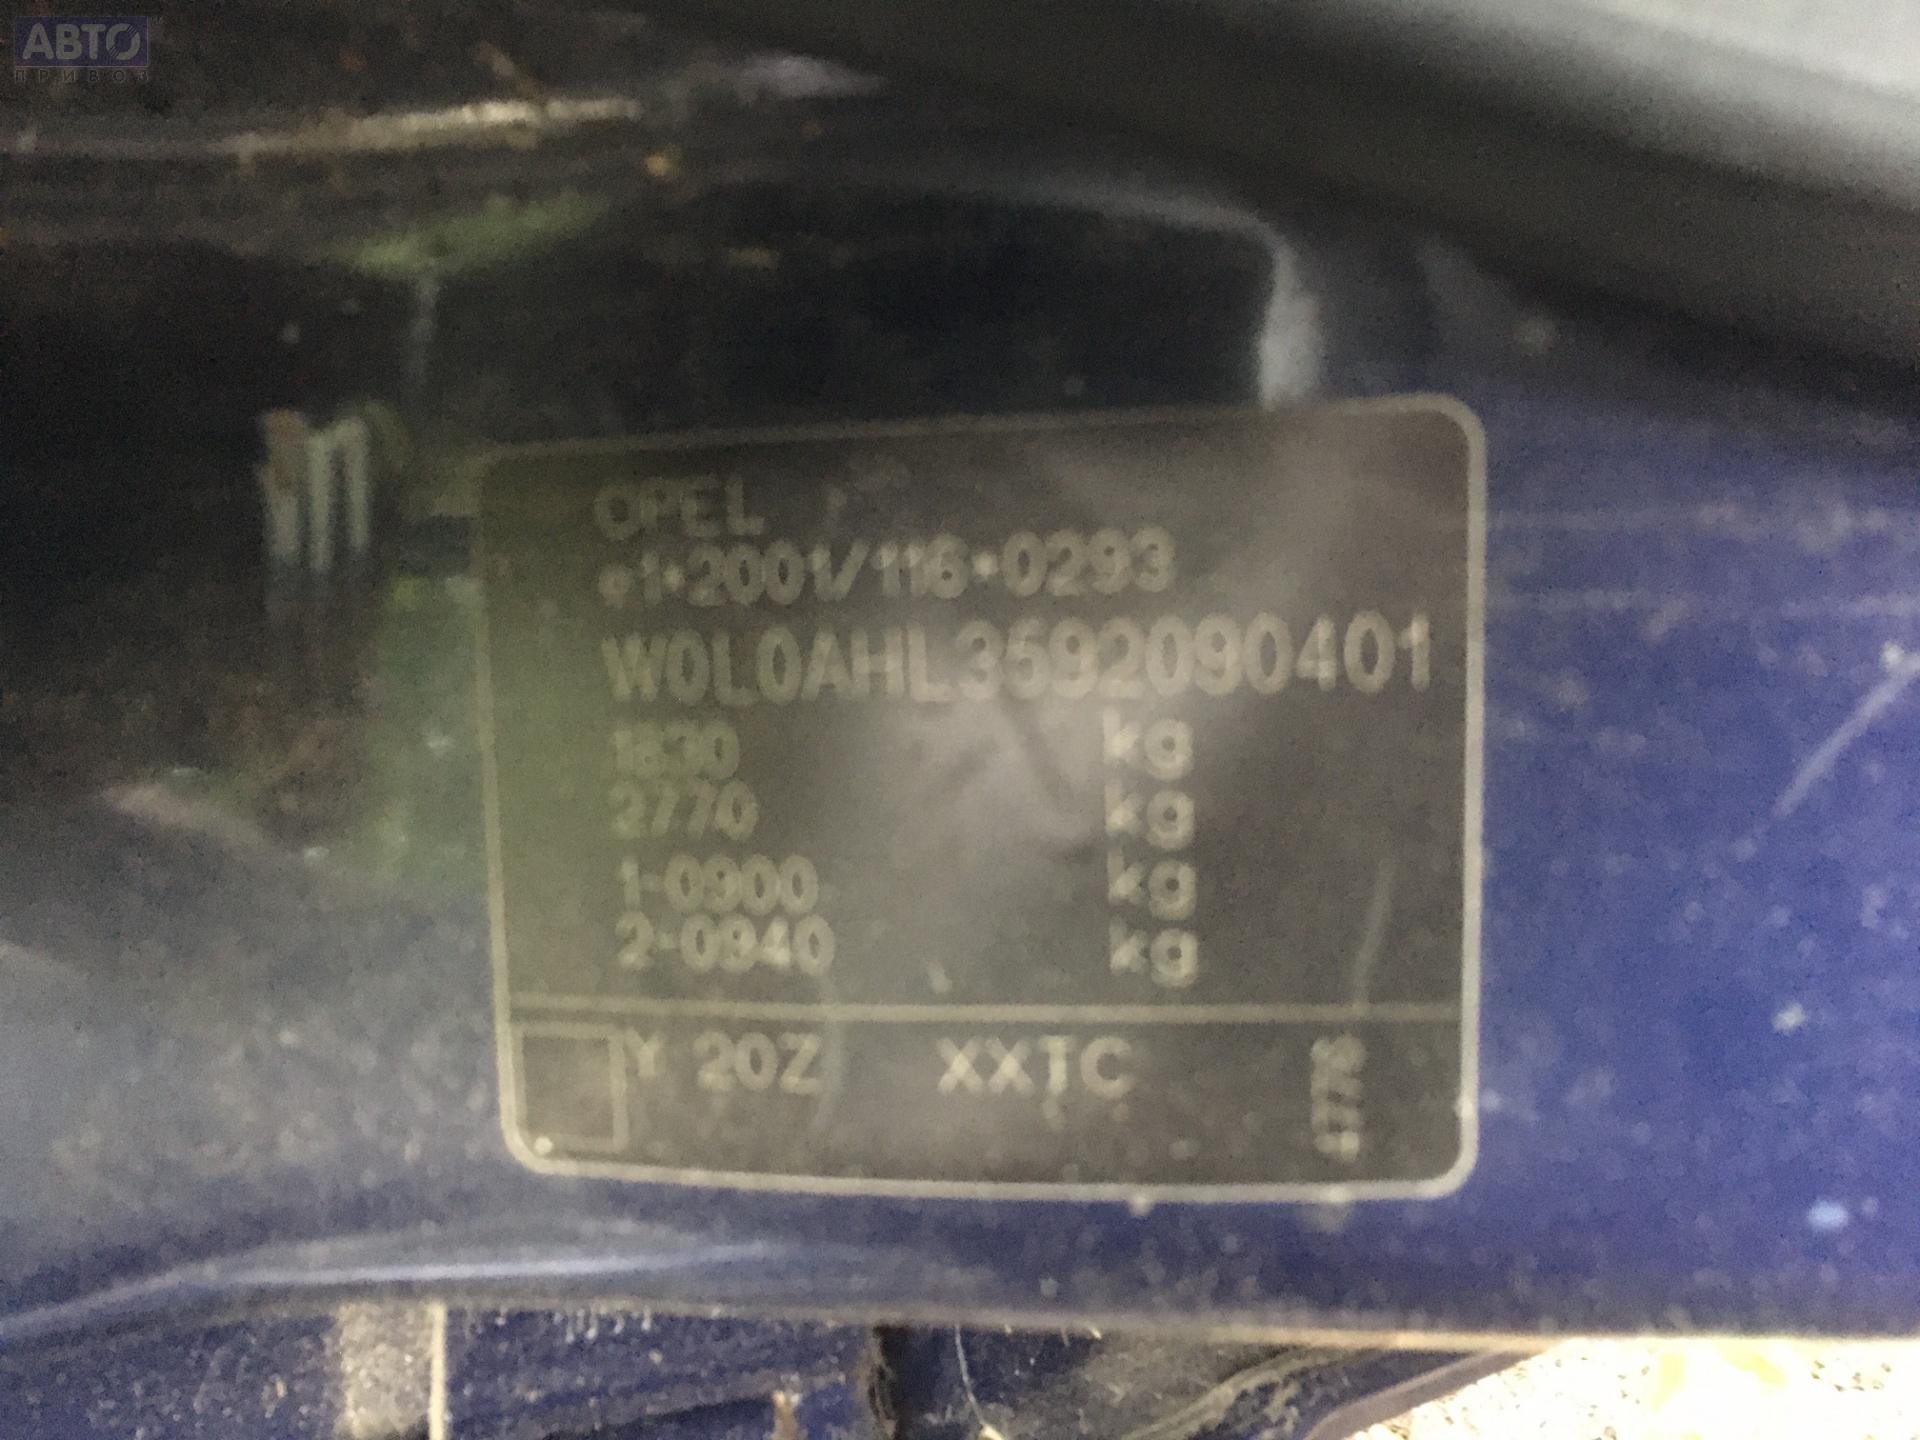 АВТО
ПРИВОЗ
OPEL
e1*2001/116*0293
W0L0AHL3592090401
1830 kg
2770 kg
1-0900 kg
2-0940 kg
Y 20Z XXTC